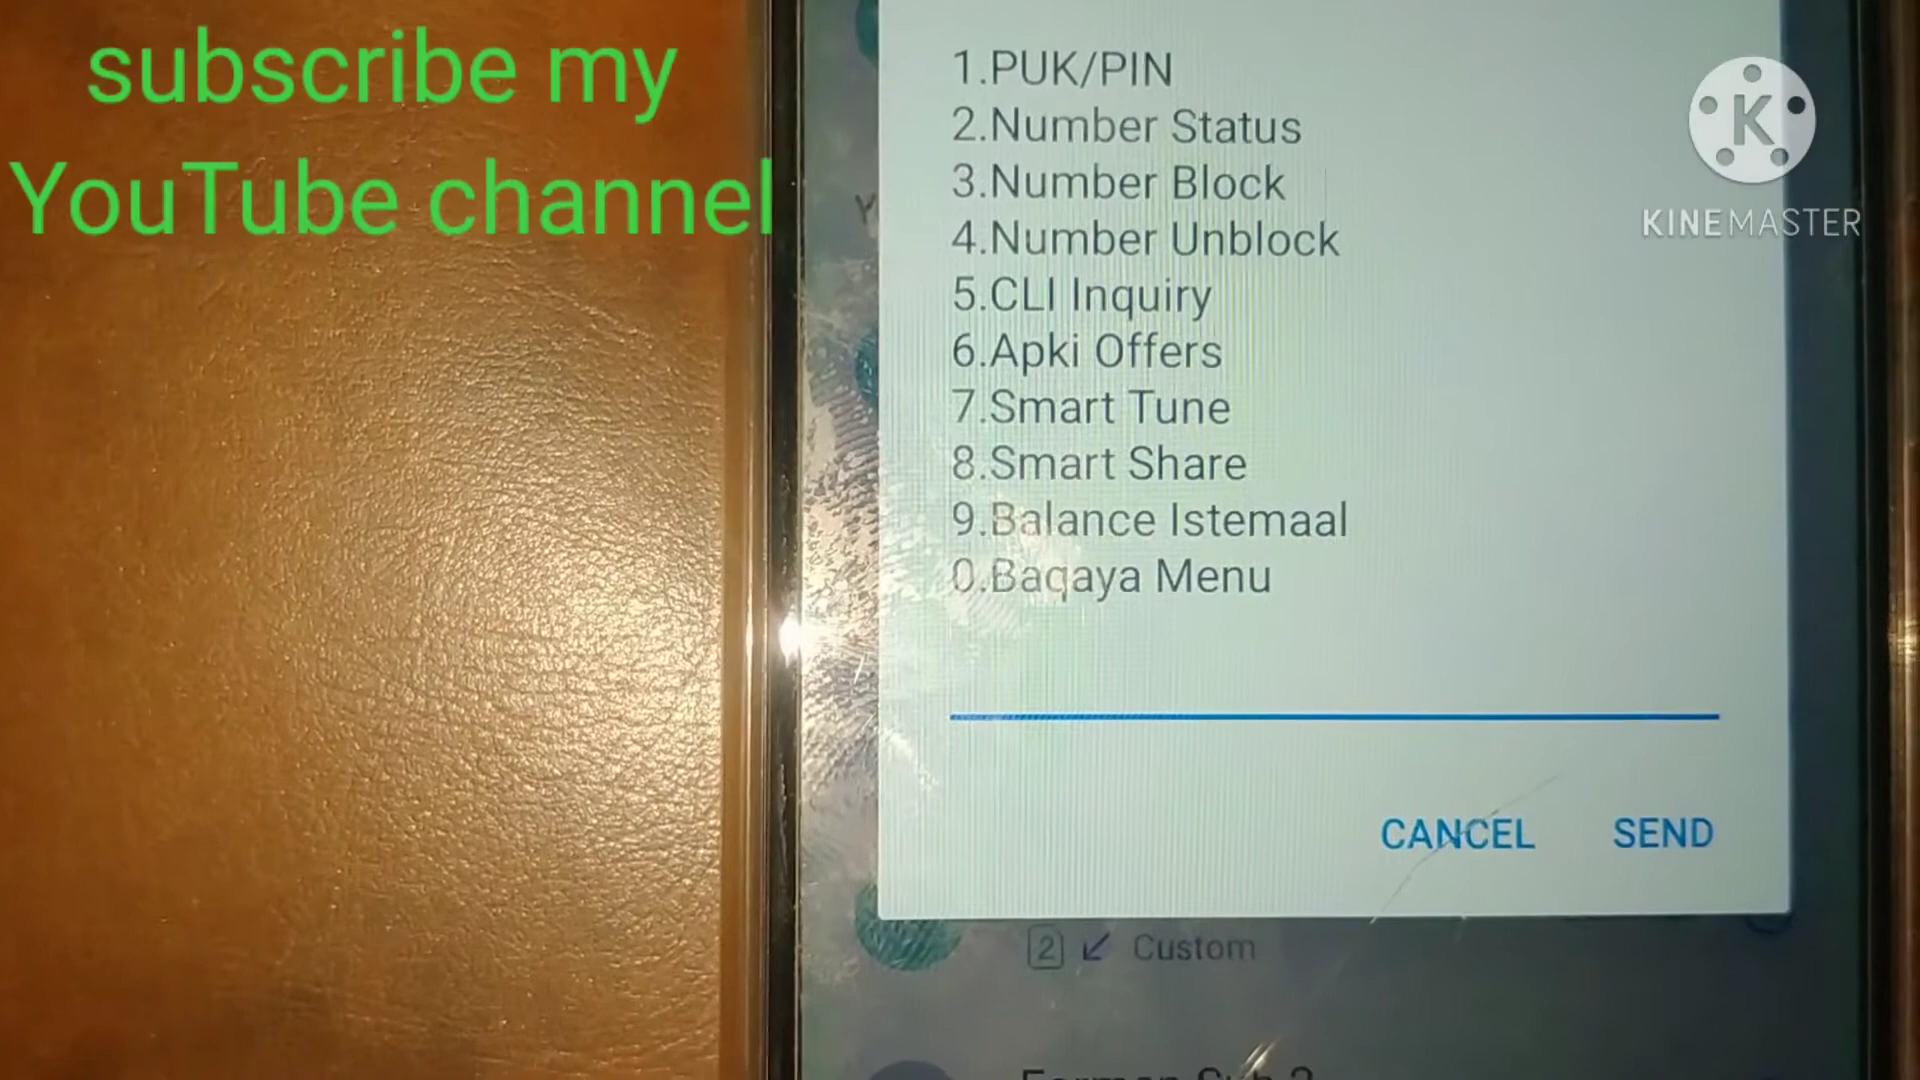 subscribe my
YouTube channel
1.PUK/PIN
2.Number Status
3.Number Block
4.Number Unblock
5.CLI Inquiry
6.Apki Offers
7.Smart Tune
8.Smart Share
9.Balance Istemaal
0.Baqaya Menu
CANCEL SEND
2 Custom
K
KINEMASTER